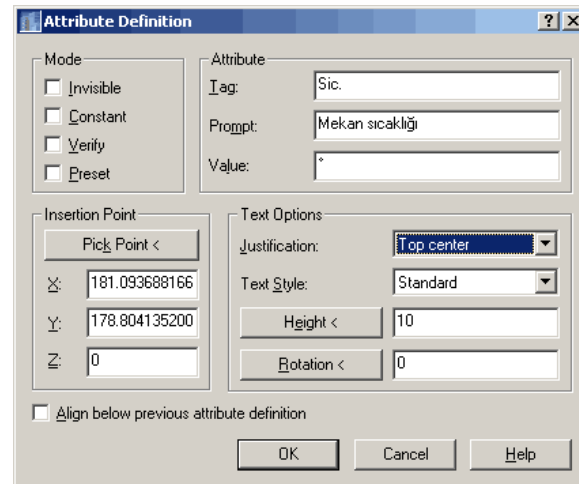 Attribute Definition
Mode
Invisible
Constant
Verify
Preset
Attribute
Tag: Sic.
Prompt: Mekan sıcaklığı
Value: °
Insertion Point
Pick Point <
X: 181.093688166
Y: 178.804135200
Z: 0
Text Options
Justification: Top center
Text Style: Standard
Height < 10
Rotation < 0
Align below previous attribute definition
OK Cancel Help